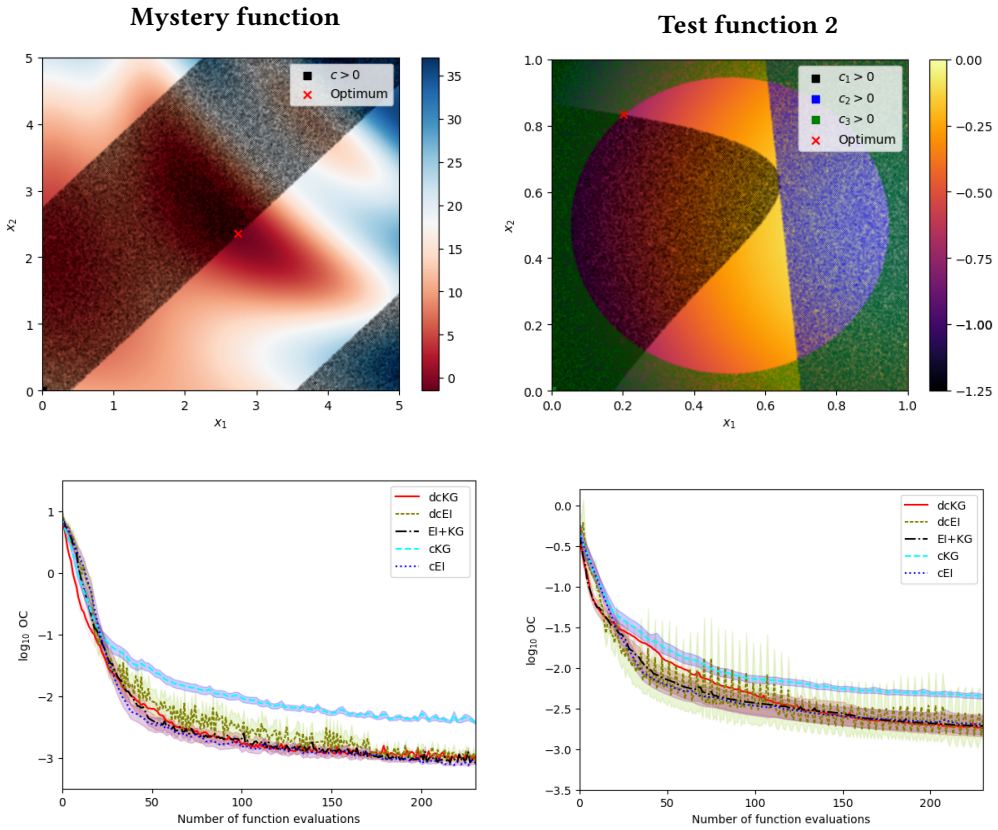 Mystery function
Test function 2
5
4
3
2
1
0
x₂
0
1
2
3
4
5
x₁
c > 0
Optimum
35
30
25
20
15
10
5
0
1.0
0.8
0.6
0.4
0.2
0.0
x₂
0.0
0.2
0.4
0.6
0.8
1.0
x₁
c₁ > 0
c₂ > 0
c₃ > 0
Optimum
0.00
−0.25
−0.50
−0.75
−1.00
−1.25
1
0
−1
−2
−3
log₁₀ OC
0
50
100
150
200
Number of function evaluations
dcKG
dcEI
EI+KG
cKG
cEI
0.0
−0.5
−1.0
−1.5
−2.0
−2.5
−3.0
−3.5
log₁₀ OC
0
50
100
150
200
Number of function evaluations
dcKG
dcEI
EI+KG
cKG
cEI